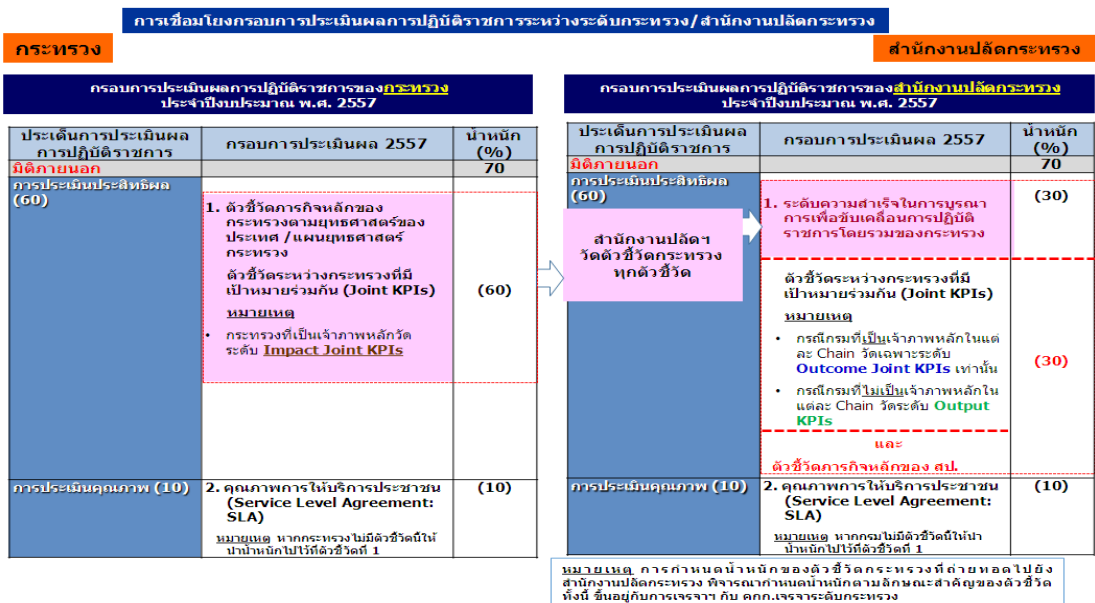 การเชื่อมโยงกรอบการประเมินผลการปฏิบัติราชการระหว่างระดับกระทรวง/สำนักงานปลัดกระทรวง
กระทรวง
สำนักงานปลัดกระทรวง
กรอบการประเมินผลการปฏิบัติราชการของกระทรวง
ประจำปีงบประมาณ พ.ศ. 2557
ประเด็นการประเมินผล
การปฏิบัติราชการ
กรอบการประเมินผล 2557
น้ำหนัก
(%)
มิติภายนอก
70
การประเมินประสิทธิผล
(60)
1. ตัวชี้วัดภารกิจหลักของ
กระทรวงตามยุทธศาสตร์ของ
ประเทศ /แผนยุทธศาสตร์
กระทรวง
ตัวชี้วัดระหว่างกระทรวงที่มี
เป้าหมายร่วมกัน (Joint KPIs)
หมายเหตุ
• กระทรวงที่เป็นเจ้าภาพหลักวัด
ระดับ Impact Joint KPIs
(60)
การประเมินคุณภาพ (10)
2. คุณภาพการให้บริการประชาชน
(Service Level Agreement:
SLA)
หมายเหตุ หากกระทรวงไม่มีตัวชี้วัดนี้ให้
นำน้ำหนักไปไว้ที่ตัวชี้วัดที่ 1
(10)
สำนักงานปลัดฯ
วัดตัวชี้วัดกระทรวง
ทุกตัวชี้วัด
กรอบการประเมินผลการปฏิบัติราชการของสำนักงานปลัดกระทรวง
ประจำปีงบประมาณ พ.ศ. 2557
ประเด็นการประเมินผล
การปฏิบัติราชการ
กรอบการประเมินผล 2557
น้ำหนัก
(%)
มิติภายนอก
70
การประเมินประสิทธิผล
(60)
1. ระดับความสำเร็จในการบูรณา
การเพื่อขับเคลื่อนการปฏิบัติ
ราชการโดยรวมของกระทรวง
(30)
ตัวชี้วัดระหว่างกระทรวงที่มี
เป้าหมายร่วมกัน (Joint KPIs)
หมายเหตุ
• กรณีกรมที่เป็นเจ้าภาพหลักในแต่
ละ Chain วัดเฉพาะระดับ
Outcome Joint KPIs เท่านั้น
• กรณีกรมที่ไม่เป็นเจ้าภาพหลักใน
แต่ละ Chain วัดระดับ Output
KPIs
(30)
และ
ตัวชี้วัดภารกิจหลักของ สป.
การประเมินคุณภาพ (10)
2. คุณภาพการให้บริการประชาชน
(Service Level Agreement:
SLA)
หมายเหตุ หากกรมไม่มีตัวชี้วัดนี้ให้นำ
น้ำหนักไปไว้ที่ตัวชี้วัดที่ 1
(10)
หมายเหตุ การกำหนดน้ำหนักของตัวชี้วัดกระทรวงที่ถ่ายทอดไปยัง
สำนักงานปลัดกระทรวง พิจารณากำหนดน้ำหนักตามลักษณะสำคัญของตัวชี้วัด
ทั้งนี้ ขึ้นอยู่กับการเจรจาฯ กับ คกก.เจรจาระดับกระทรวง